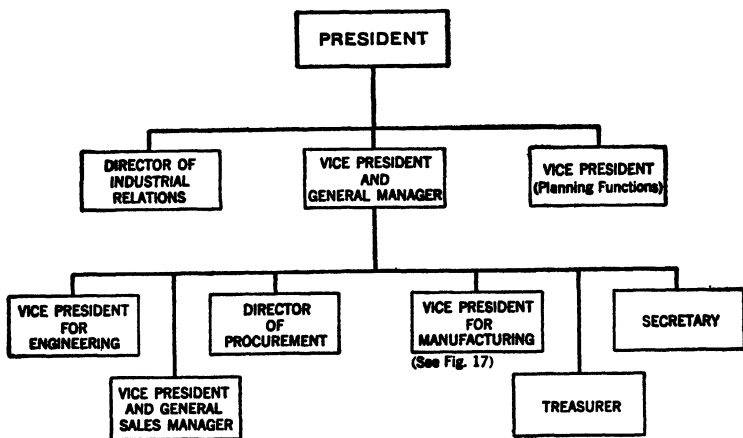 PRESIDENT
DIRECTOR OF
INDUSTRIAL
RELATIONS
VICE PRESIDENT
AND
GENERAL MANAGER
VICE PRESIDENT
(Planning Functions)
VICE PRESIDENT
FOR
ENGINEERING
DIRECTOR
OF
PROCUREMENT
VICE PRESIDENT
FOR
MANUFACTURING
(See Fig. 17)
SECRETARY
VICE PRESIDENT
AND GENERAL
SALES MANAGER
TREASURER